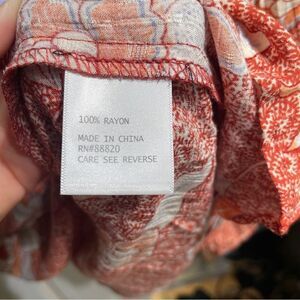 100% RAYON
MADE IN CHINA
RN#88820
CARE SEE REVERSE